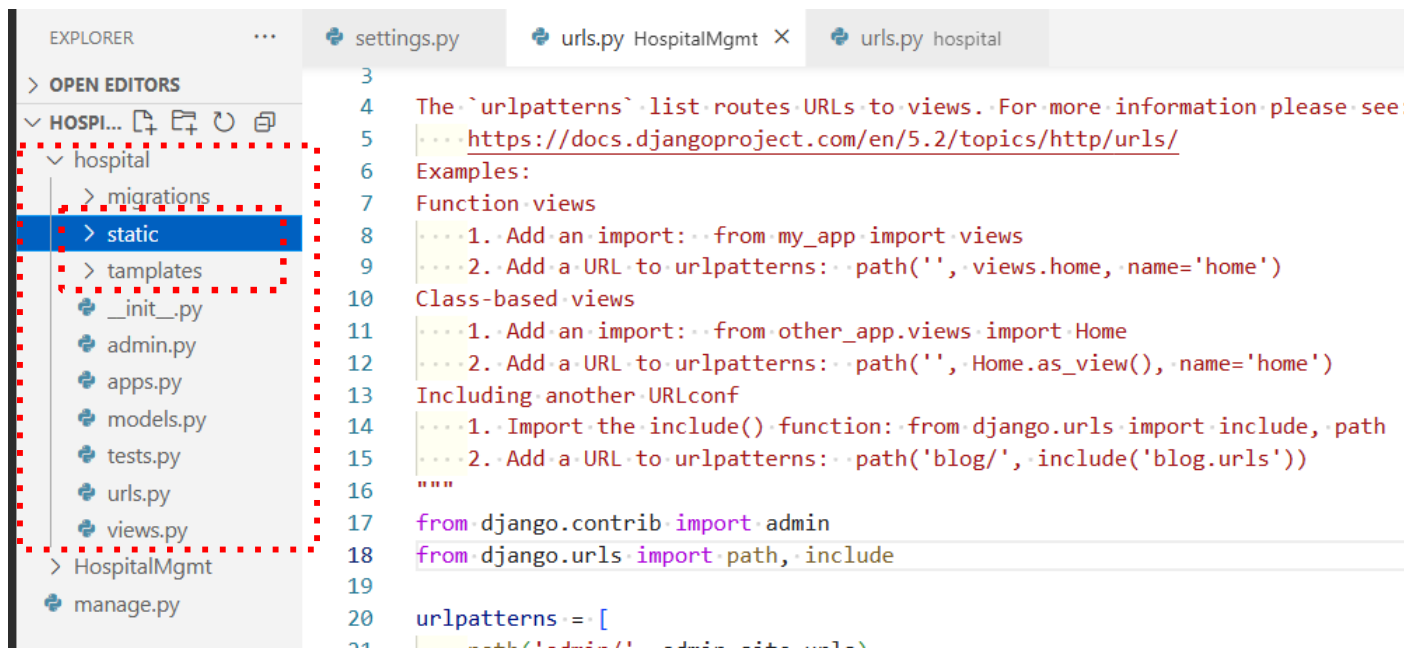 EXPLORER ...
OPEN EDITORS
HOSPI...
hospital
migrations
static
tamplates
__init__.py
admin.py
apps.py
models.py
tests.py
urls.py
views.py
HospitalMgmt
manage.py
settings.py urls.py HospitalMgmt × urls.py hospital
3
4 The `urlpatterns` list routes URLs to views. For more information please see:
5 https://docs.djangoproject.com/en/5.2/topics/http/urls/
6 Examples:
7 Function views
8 1. Add an import:  from my_app import views
9 2. Add a URL to urlpatterns:  path('', views.home, name='home')
10 Class-based views
11 1. Add an import:  from other_app.views import Home
12 2. Add a URL to urlpatterns:  path('', Home.as_view(), name='home')
13 Including another URLconf
14 1. Import the include() function: from django.urls import include, path
15 2. Add a URL to urlpatterns:  path('blog/', include('blog.urls'))
16 """
17 from django.contrib import admin
18 from django.urls import path, include
19
20 urlpatterns = [
21 path('admin/', admin.site.urls)